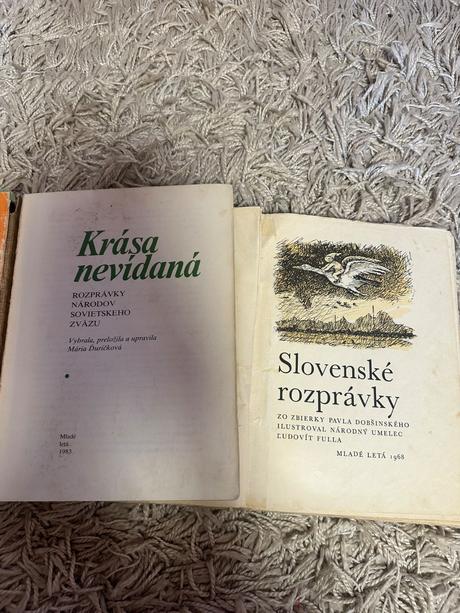 Krása
nevídaná
ROZPRÁVKY
NÁRODOV
SOVIETSKEHO
ZVÄZU
Vybrala, preložila a upravila
Mária Ďuríčková
Mladé
letá
1983
Slovenské
rozprávky
ZO ZBIERKY PAVLA DOBŠINSKÉHO
ILUSTROVAL NÁRODNÝ UMELEC
ĽUDOVÍT FULLA
MLADÉ LETÁ 1968